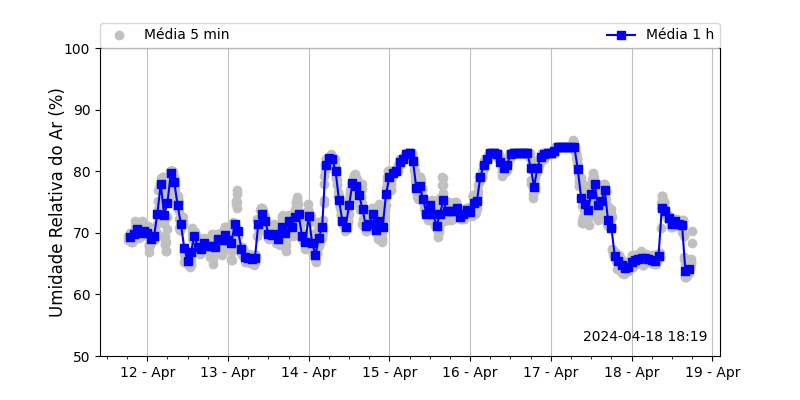 Média 5 min Média 1 h
Umidade Relativa do Ar (%)
100
90
80
70
60
50
2024-04-18 18:19
12 - Apr 13 - Apr 14 - Apr 15 - Apr 16 - Apr 17 - Apr 18 - Apr 19 - Apr